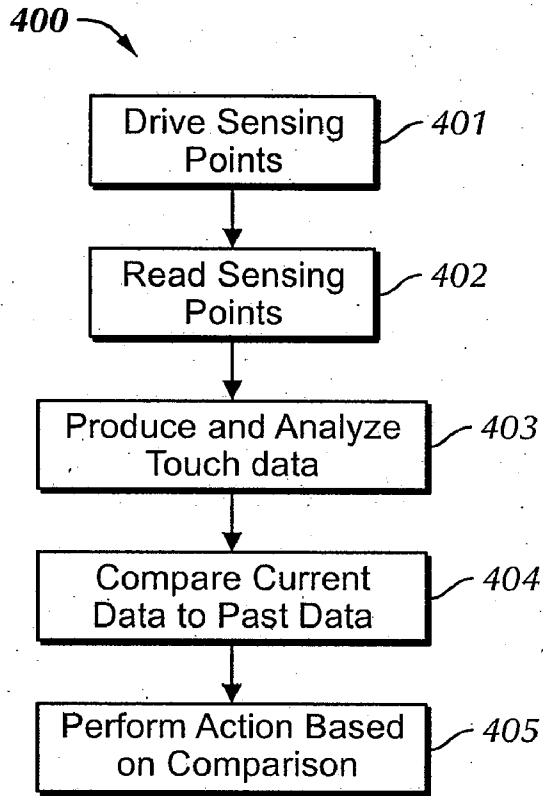 400
Drive Sensing
Points
401
Read Sensing
Points
402
Produce and Analyze
Touch data
403
Compare Current
Data to Past Data
404
Perform Action Based
on Comparison
405